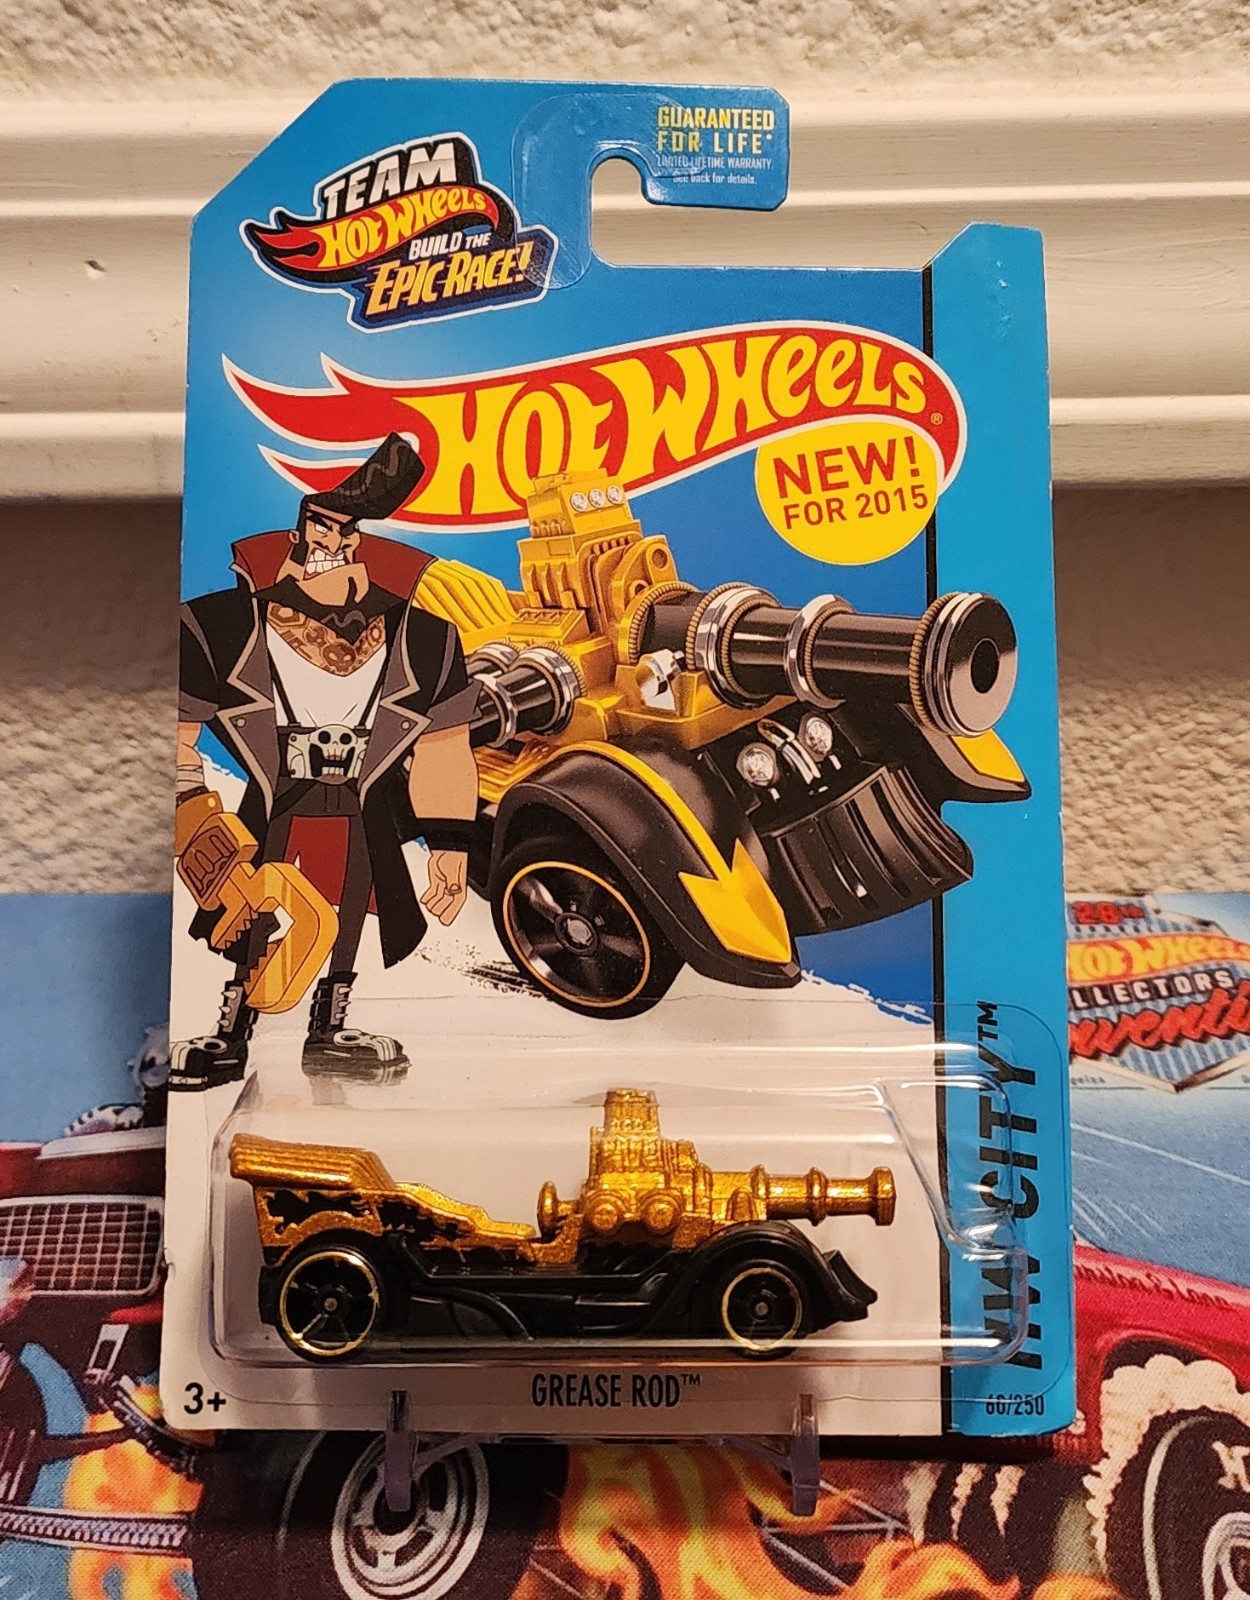 GUARANTEED
FOR LIFE*
LIMITED LIFETIME WARRANTY.
See back for details.
TEAM
HOT WHEELS
BUILD THE
EPIC RACE!
HOT WHEELS®
NEW!
FOR 2015
HW CITY™
3+
GREASE ROD™
60/250
28th
HOT WHEELS